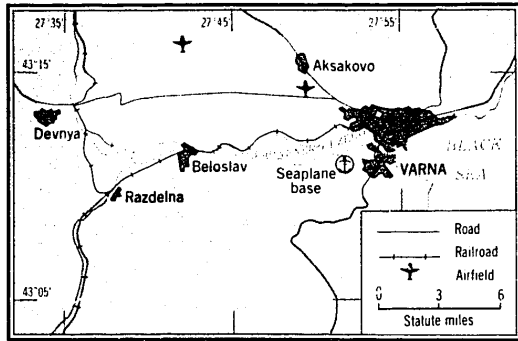 27°35'
27°45'
27°55'
43°15'
Aksakovo
Devnya
Beloslav
Seaplane
base
VARNA
BLACK
SEA
Razdelna
Road
Railroad
Airfield
43°05'
0 3 6
Statute miles